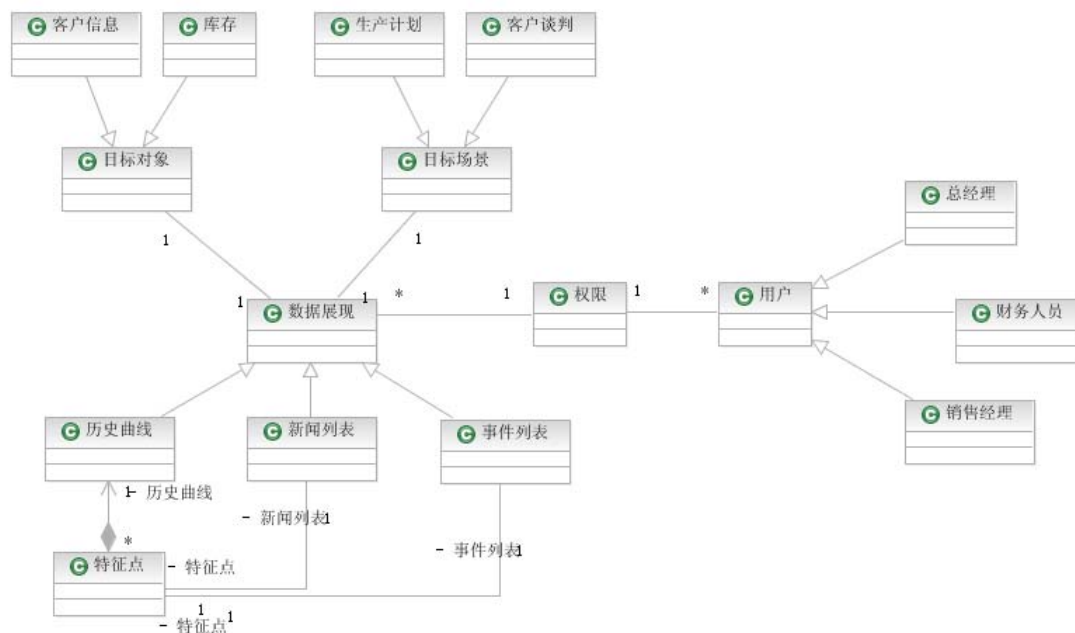 客户信息
库存
生产计划
客户谈判
目标对象
目标场景
总经理
1
1
1
数据展现
1
*
1
权限
1
*
用户
财务人员
历史曲线
新闻列表
事件列表
销售经理
1
- 历史曲线
- 新闻列表
1
*
- 事件列表
1
特征点
- 特征点
1
1
- 特征点